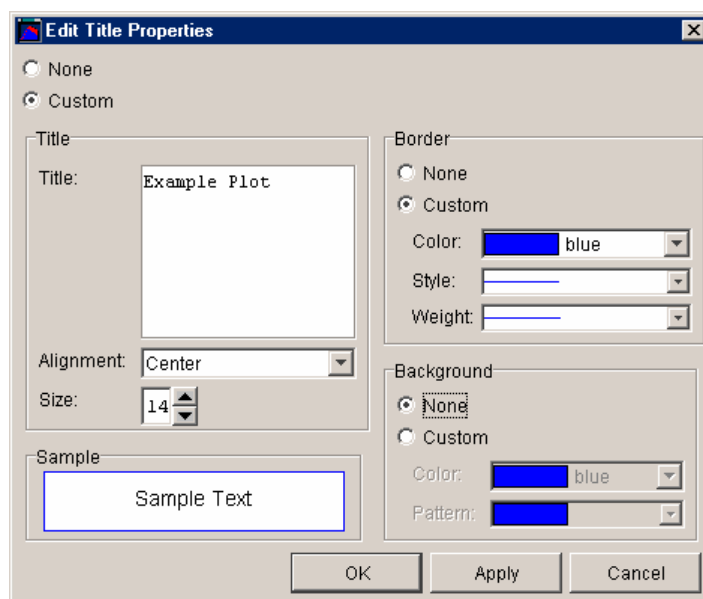 Edit Title Properties
None
Custom
Title
Title:
Example Plot
Alignment:
Center
Size:
14
Sample
Sample Text
Border
None
Custom
Color:
blue
Style:
Weight:
Background
None
Custom
Color:
blue
Pattern:
OK
Apply
Cancel